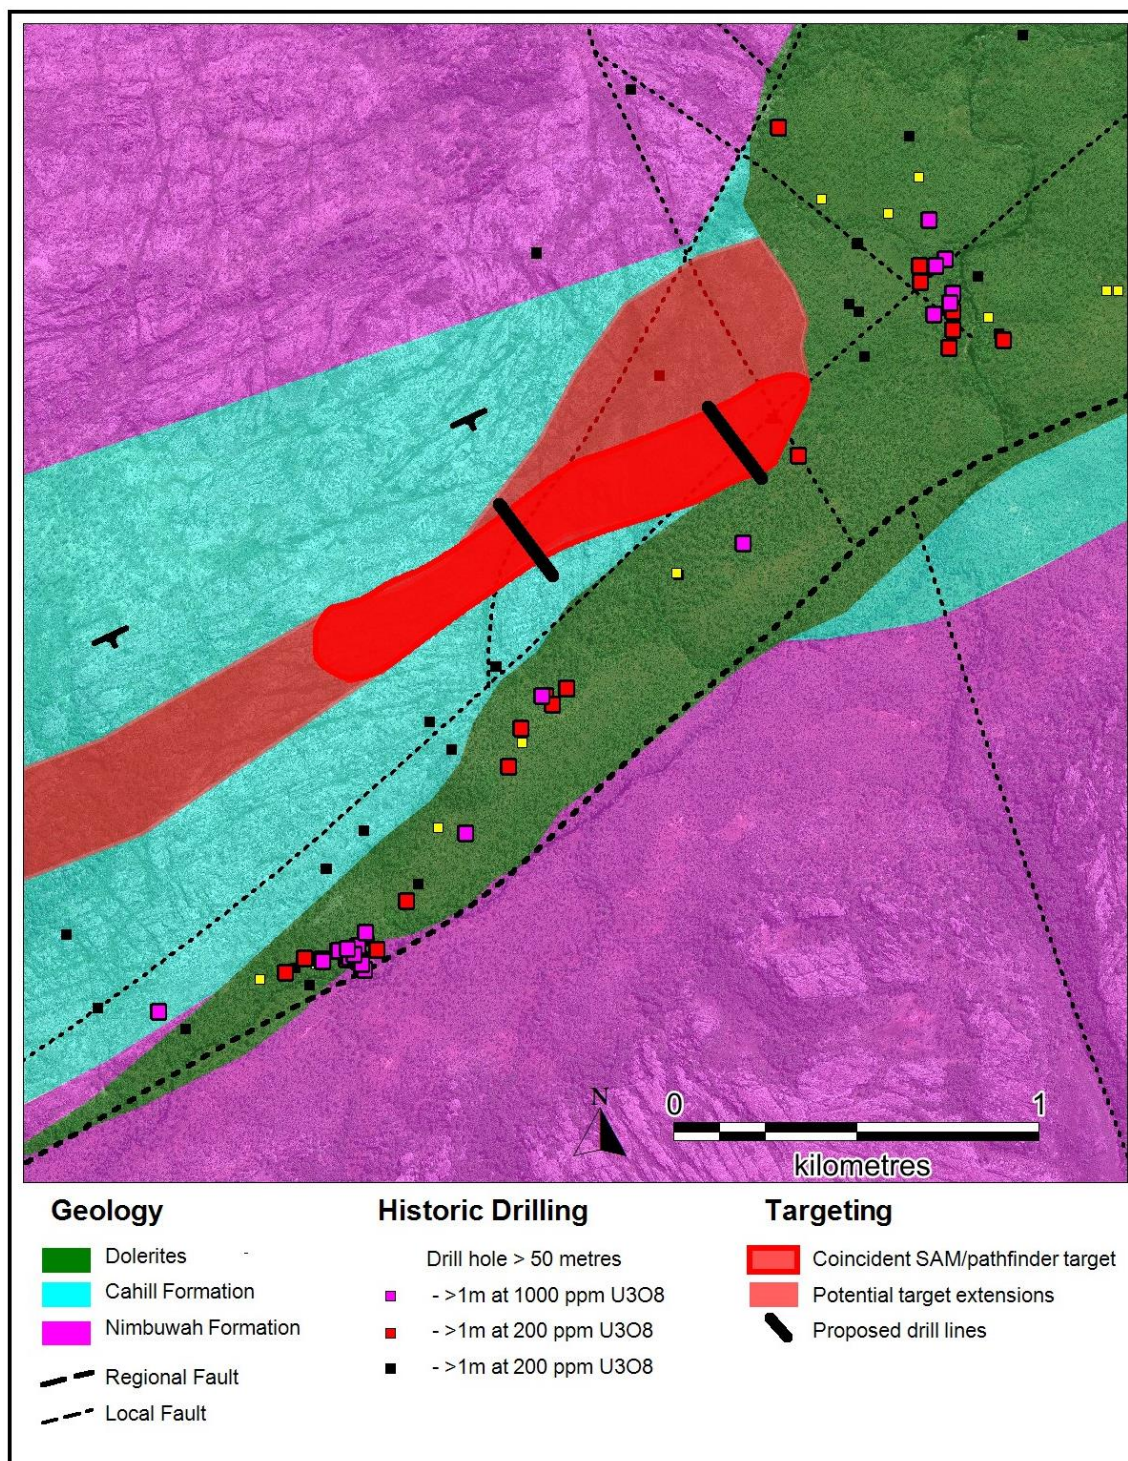 N
0 1
kilometres
Geology
Dolerites -
Cahill Formation
Nimbuwah Formation
Regional Fault
Local Fault
Historic Drilling
Drill hole > 50 metres
- >1m at 1000 ppm U3O8
- >1m at 200 ppm U3O8
- >1m at 200 ppm U3O8
Targeting
Coincident SAM/pathfinder target
Potential target extensions
Proposed drill lines